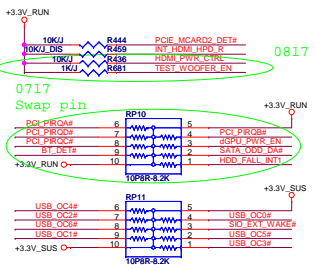 +3.3V_RUN
10K/J R444 PCIE_MCARD2_DET#
10K/J_DIS R459 INT_HDMI_HPD_R
10K/J R436 HDMI_PWR_CTRL
1K/J R681 TEST_WOOFER_EN
0817
0717
Swap pin
+3.3V_RUN
RP10
PCI_PIRQA# 6 5
PCI_PIRQD# 7 4 PCI_PIRQB#
PCI_PIRQC# 8 3 dGPU_PWR_EN
BT_DET# 9 2 SATA_ODD_DA#
+3.3V_RUN 10 1 HDD_FALL_INT1
10P8R-8.2K
+3.3V_SUS
RP11
USB_OC4# 6 5
USB_OC2# 7 4 USB_OC0#
USB_OC6# 8 3 SIO_EXT_WAKE#
USB_OC1# 9 2 USB_OC5#
+3.3V_SUS 10 1 USB_OC3#
10P8R-8.2K